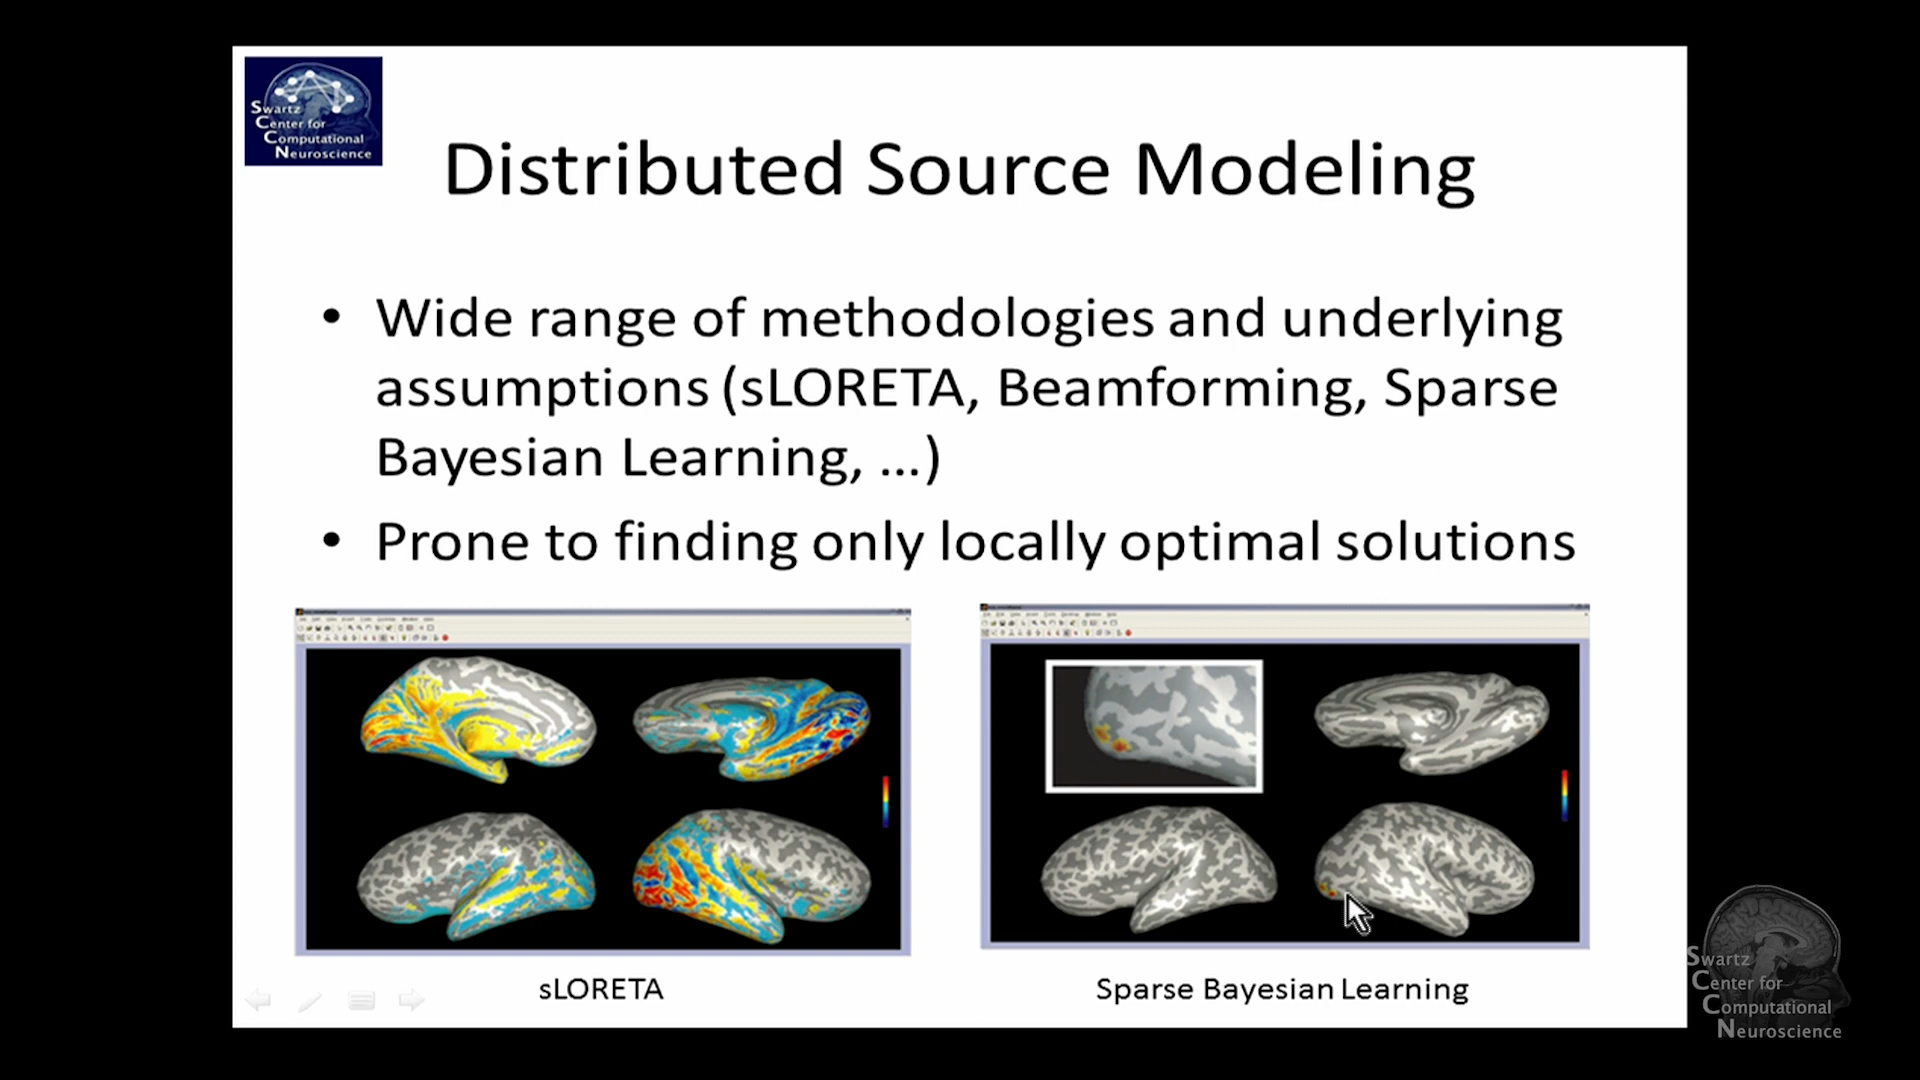 Swartz
Center for
Computational
Neuroscience
Distributed Source Modeling
• Wide range of methodologies and underlying
assumptions (sLORETA, Beamforming, Sparse
Bayesian Learning, ...)
• Prone to finding only locally optimal solutions
sLORETA
Sparse Bayesian Learning
Swartz
Center for
Computational
Neuroscience